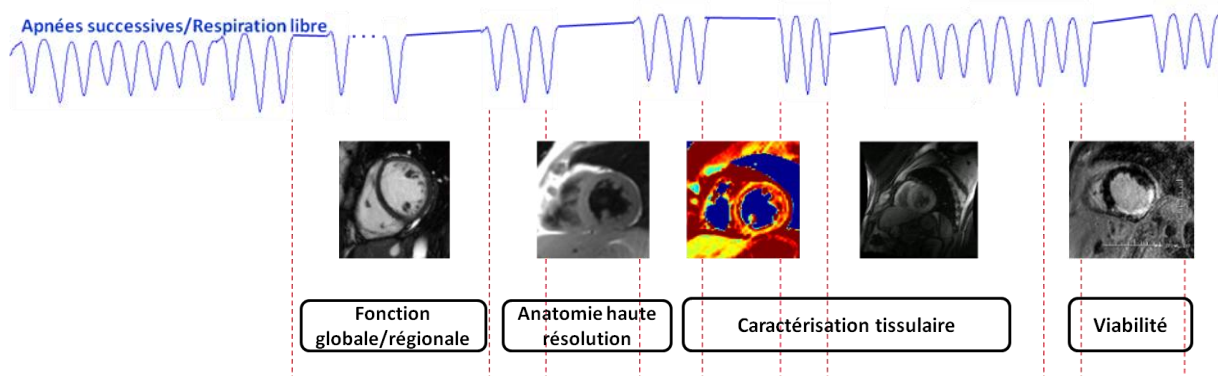 Apnées successives/Respiration libre
Fonction
globale/régionale
Anatomie haute
résolution
Caractérisation tissulaire
Viabilité